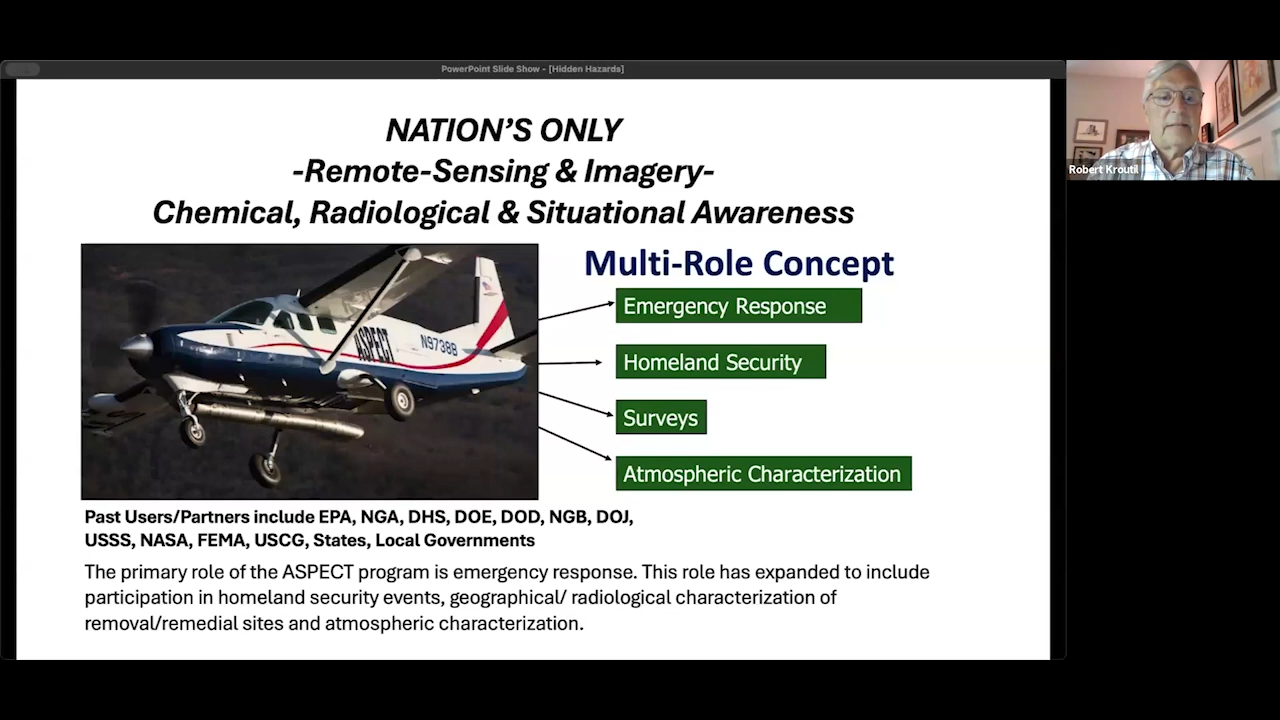 PowerPoint Slide Show - [Hidden Hazards]
NATION'S ONLY
-Remote-Sensing & Imagery-
Chemical, Radiological & Situational Awareness
Robert Kroutil
ASPECT
N9738B
Multi-Role Concept
Emergency Response
Homeland Security
Surveys
Atmospheric Characterization
Past Users/Partners include EPA, NGA, DHS, DOE, DOD, NGB, DOJ,
USSS, NASA, FEMA, USCG, States, Local Governments
The primary role of the ASPECT program is emergency response. This role has expanded to include
participation in homeland security events, geographical/ radiological characterization of
removal/remedial sites and atmospheric characterization.